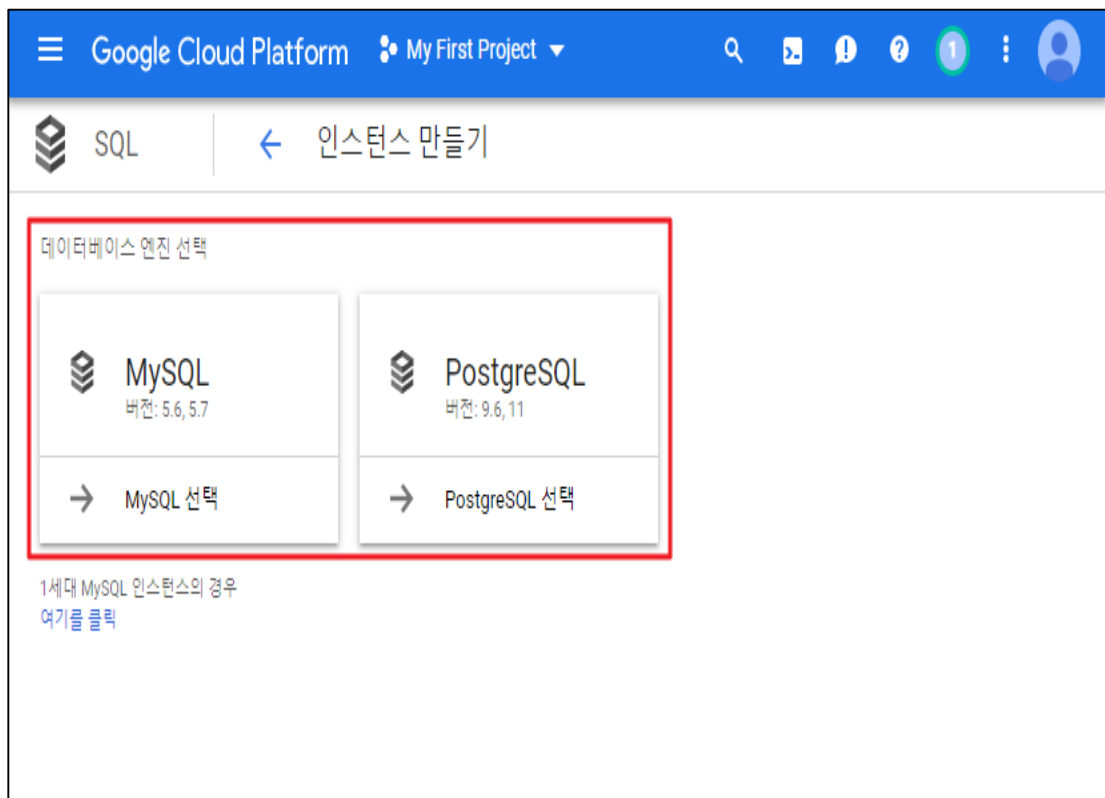 Google Cloud Platform My First Project 1
SQL 인스턴스 만들기
데이터베이스 엔진 선택
MySQL
버전: 5.6, 5.7
MySQL 선택
PostgreSQL
버전: 9.6, 11
PostgreSQL 선택
1세대 MySQL 인스턴스의 경우
여기를 클릭